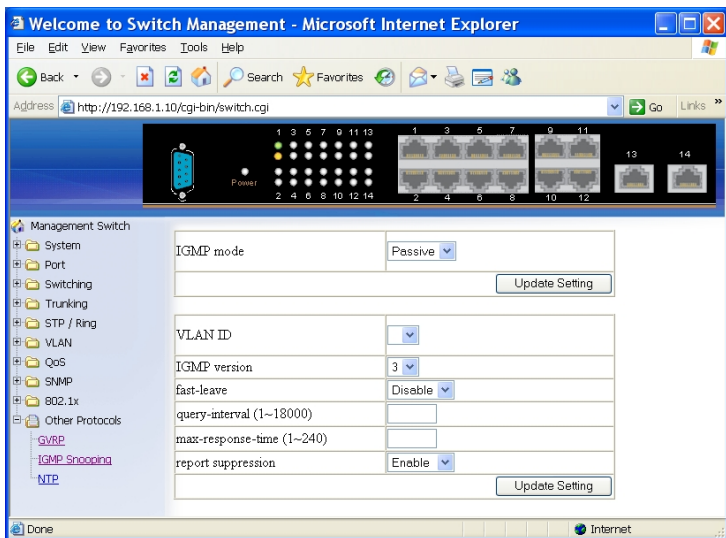 Welcome to Switch Management - Microsoft Internet Explorer
File Edit View Favorites Tools Help
Back Search Favorites
Address http://192.168.1.10/cgi-bin/switch.cgi Go Links »
1 3 5 7 9 11 13
Power
2 4 6 8 10 12 14
1 3 5 7 9 11
2 4 6 8 10 12
13 14
Management Switch
System
Port
Switching
Trunking
STP / Ring
VLAN
QoS
SNMP
802.1x
Other Protocols
GVRP
IGMP Snooping
NTP
IGMP mode Passive
Update Setting
VLAN ID
IGMP version 3
fast-leave Disable
query-interval (1~18000)
max-response-time (1~240)
report suppression Enable
Update Setting
Done Internet